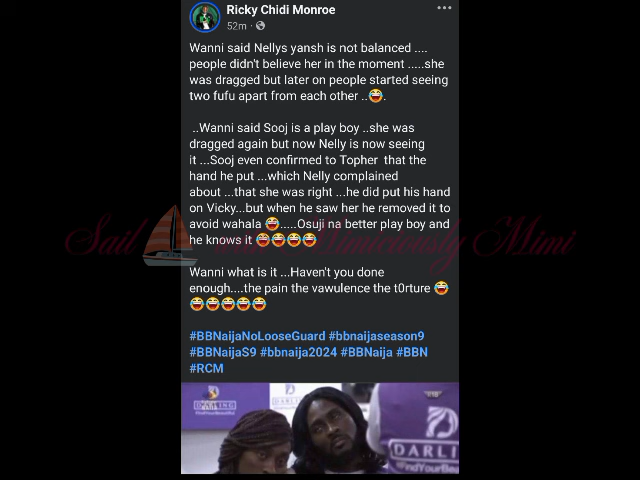 Ricky Chidi Monroe
52m
Wanni said Nellys yansh is not balanced ....
people didn't believe her in the moment .....she
was dragged but later on people started seeing
two fufu apart from each other ..😂.
..Wanni said Sooj is a play boy ..she was
dragged again but now Nelly is now seeing
it ...Sooj even confirmed to Topher that the
hand he put ...which Nelly complained
about ...that she was right ...he did put his hand
on Vicky...but when he saw her he removed it to
avoid wahala 😂.....Osuji na better play boy and
he knows it 😂😂😂😂
Sail
Mimi
Wanni what is it ...Haven't you done
enough....the pain the vawulence the t0rture 😂
😂😂😂😂😂
#BBNaijaNoLooseGuard #bbnaijaseason9
#BBNaijaS9 #bbnaija2024 #BBNaija #BBN
#RCM
DARLING
DARLI
#FindYourBea